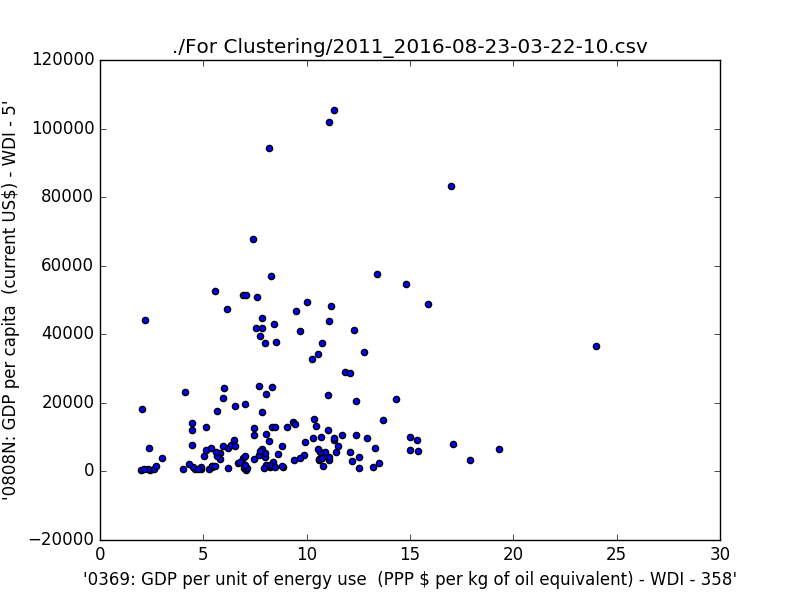 ./For Clustering/2011_2016-08-23-03-22-10.csv
120000
100000
80000
60000
40000
20000
0
−20000
0 5 10 15 20 25 30
'0808N: GDP per capita  (current US$) - WDI - 5'
'0369: GDP per unit of energy use  (PPP $ per kg of oil equivalent) - WDI - 358'